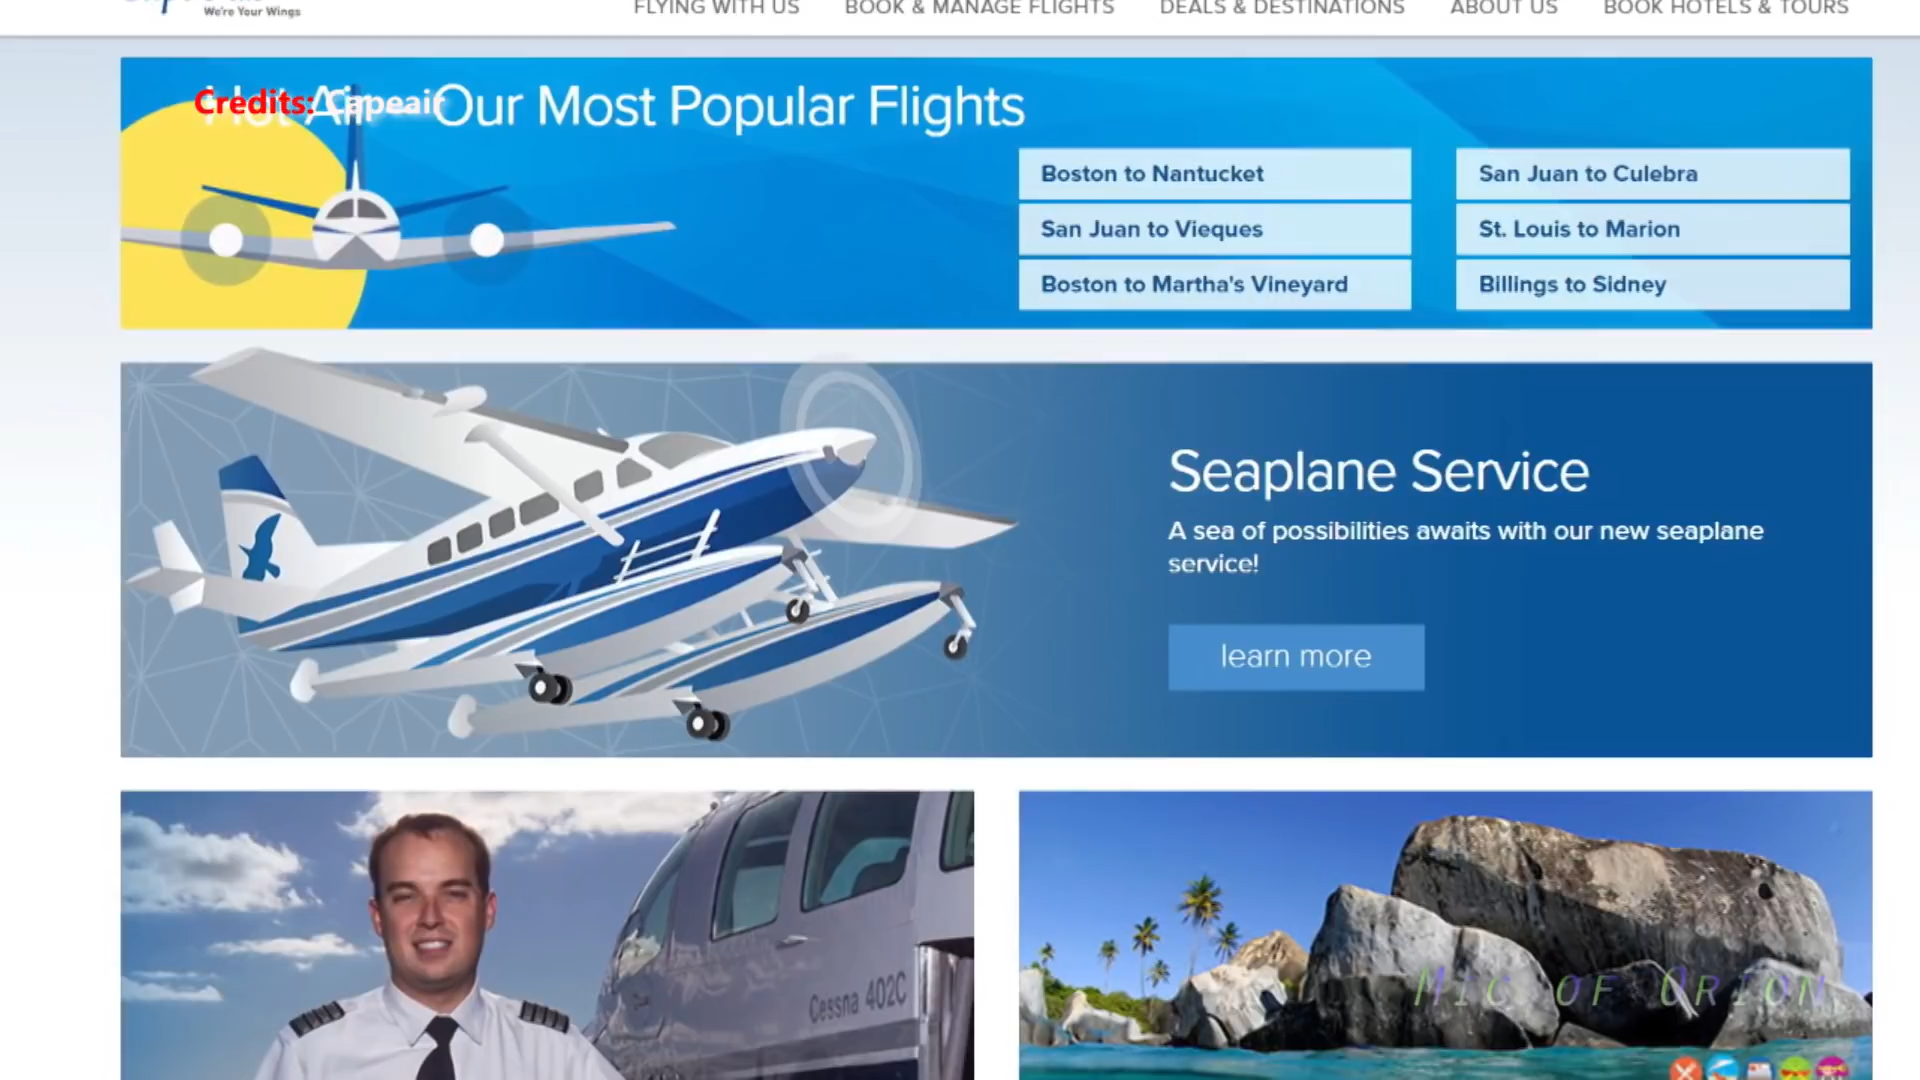 We're Your Wings
FLYING WITH US
BOOK & MANAGE FLIGHTS
DEALS & DESTINATIONS
ABOUT US
BOOK HOTELS & TOURS
Credits: Capeair
Hot Air - Our Most Popular Flights
Boston to Nantucket
San Juan to Culebra
San Juan to Vieques
St. Louis to Marion
Boston to Martha's Vineyard
Billings to Sidney
Seaplane Service
A sea of possibilities awaits with our new seaplane
service!
learn more
Cessna 402C
Mic of Orion